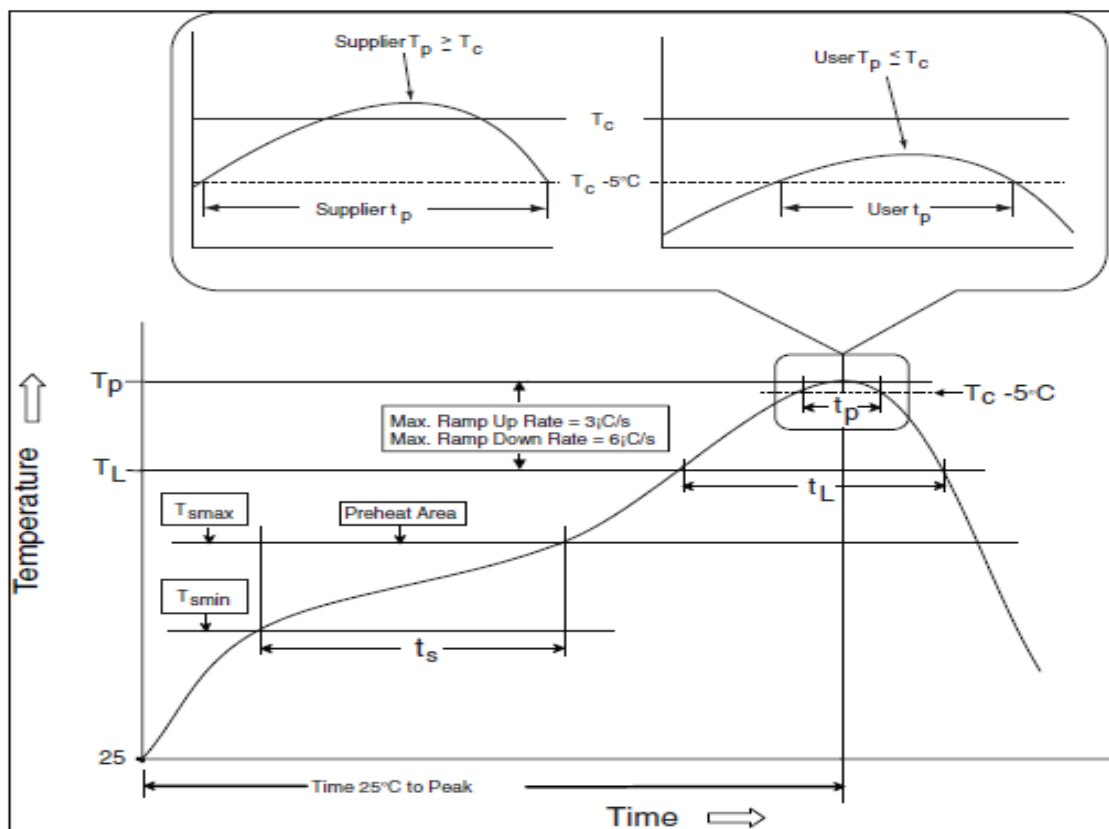 Supplier Tp ≥ Tc
User Tp ≤ Tc
Tc
Tc -5°C
Supplier tp
User tp
Tp
Tc -5°C
tp
Max. Ramp Up Rate = 3¡C/s
Max. Ramp Down Rate = 6¡C/s
TL
tL
Tsmax
Preheat Area
Tsmin
ts
Temperature
25
Time 25°C to Peak
Time